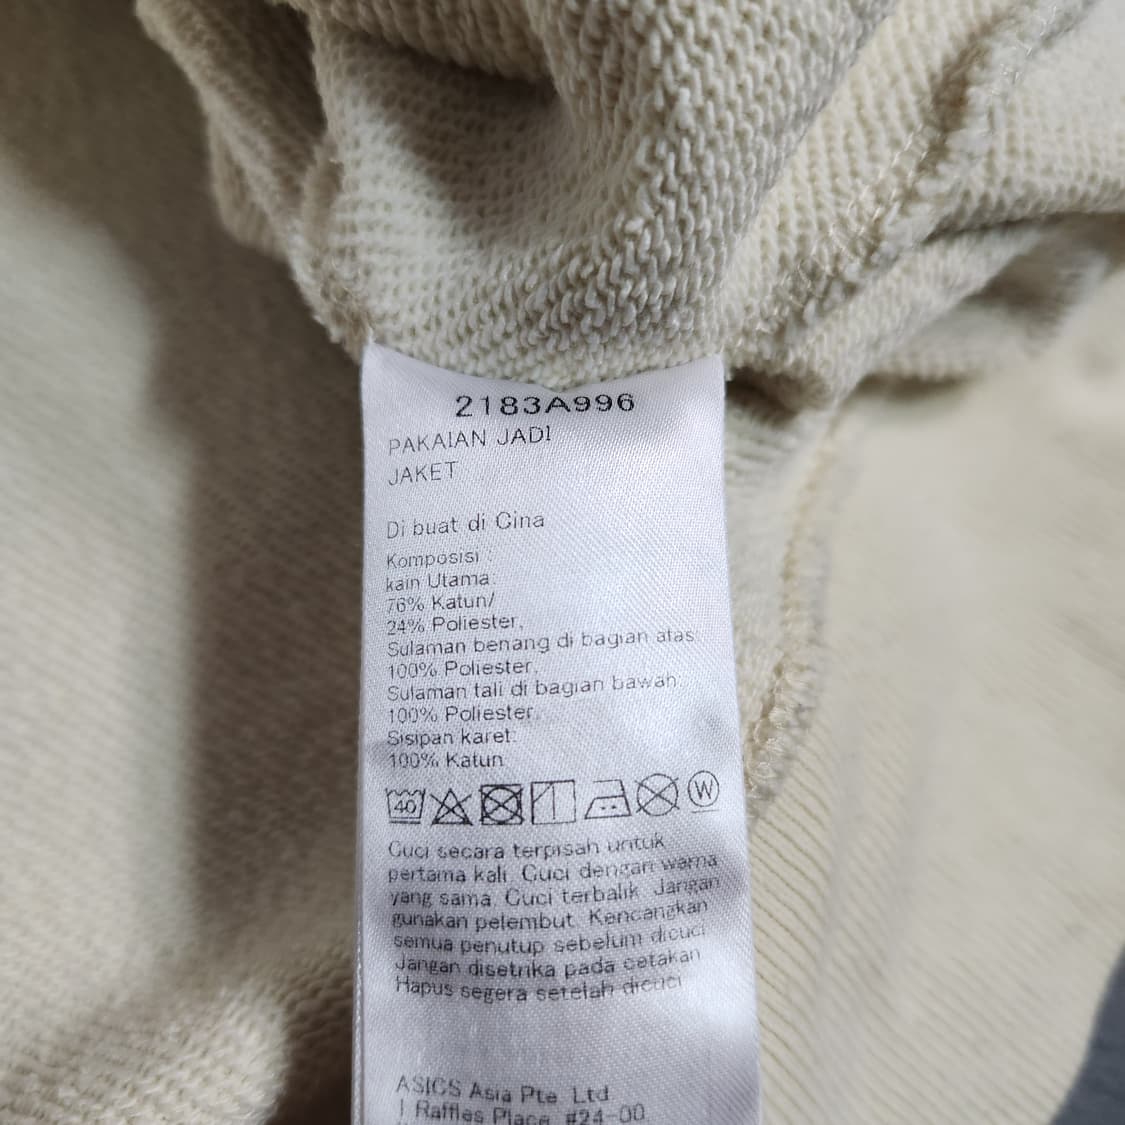 2183A996
PAKAIAN JADI
JAKET
Di buat di Cina
Komposisi :
kain Utama:
76% Katun/
24% Poliester,
Sulaman benang di bagian atas:
100% Poliester,
Sulaman tali di bagian bawah:
100% Poliester,
Sisipan karet:
100% Katun
40 W
Cuci secara terpisah untuk
pertama kali. Cuci dengan warna
yang sama. Cuci terbalik. Jangan
gunakan pelembut. Kencangkan
semua penutup sebelum dicuci
Jangan disetrika pada cetakan
Hapus segera setelah dicuci
ASICS Asia Pte Ltd
1 Raffles Place, #24-00